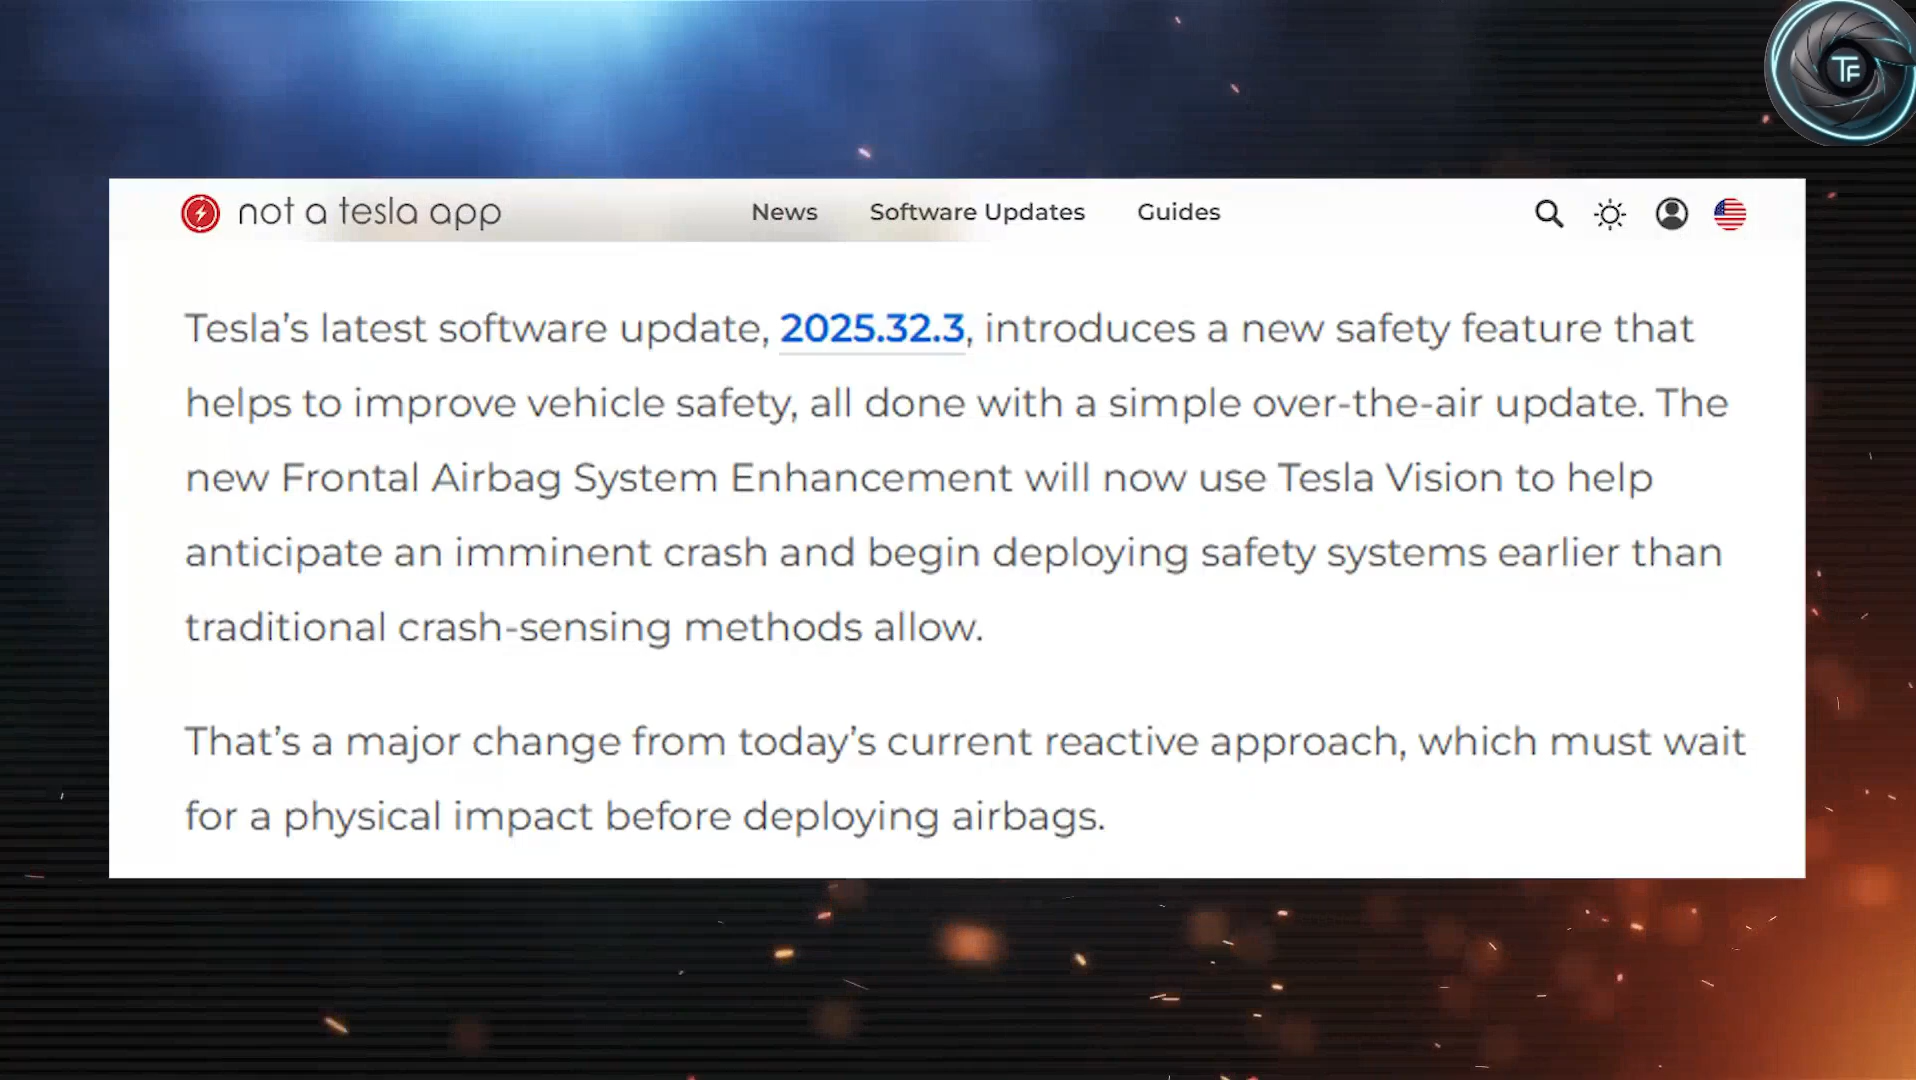 TF
not a tesla app
News
Software Updates
Guides
Tesla’s latest software update, 2025.32.3, introduces a new safety feature that
helps to improve vehicle safety, all done with a simple over-the-air update. The
new Frontal Airbag System Enhancement will now use Tesla Vision to help
anticipate an imminent crash and begin deploying safety systems earlier than
traditional crash-sensing methods allow.
That’s a major change from today’s current reactive approach, which must wait
for a physical impact before deploying airbags.